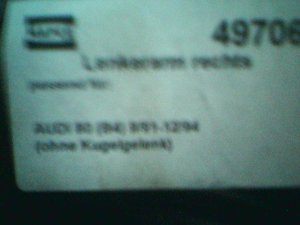 49706
Lenkerarm rechts
passend für:
AUDI 80 (B4) 9/91-12/94
(ohne Kugelgelenk)